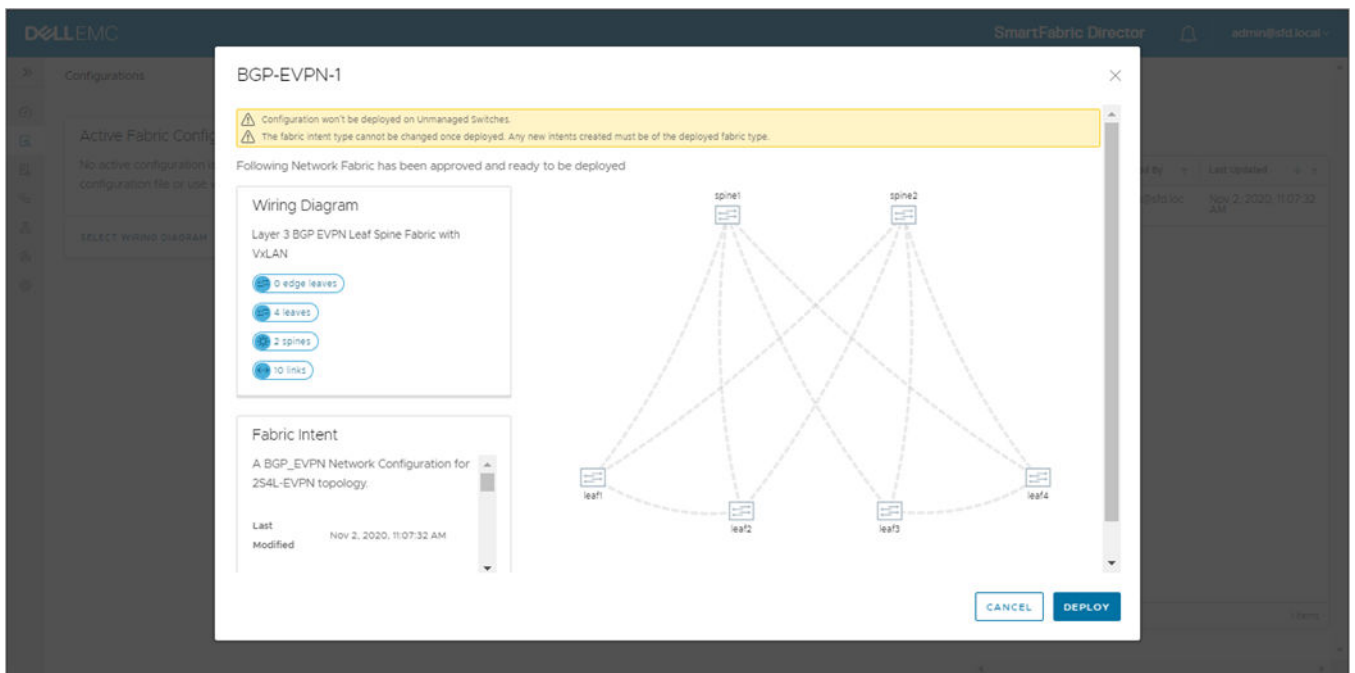 DELLEMC
SmartFabric Director
admin@sfd.local
Configurations
Active Fabric Config
No active configuration
configuration file or use
SELECT WIRING DIAGRAM
By
Last Updated
@sfd.loc
Nov 2, 2020, 11:07:32
AM
BGP-EVPN-1
Configuration won't be deployed on Unmanaged Switches.
The fabric intent type cannot be changed once deployed. Any new intents created must be of the deployed fabric type.
Following Network Fabric has been approved and ready to be deployed
Wiring Diagram
Layer 3 BGP EVPN Leaf Spine Fabric with
VxLAN
0 edge leaves
4 leaves
2 spines
10 links
Fabric Intent
A BGP_EVPN Network Configuration for
2S4L-EVPN topology.
Last
Modified
Nov 2, 2020, 11:07:32 AM
spine1
spine2
leaf1
leaf2
leaf3
leaf4
CANCEL
DEPLOY
1 items